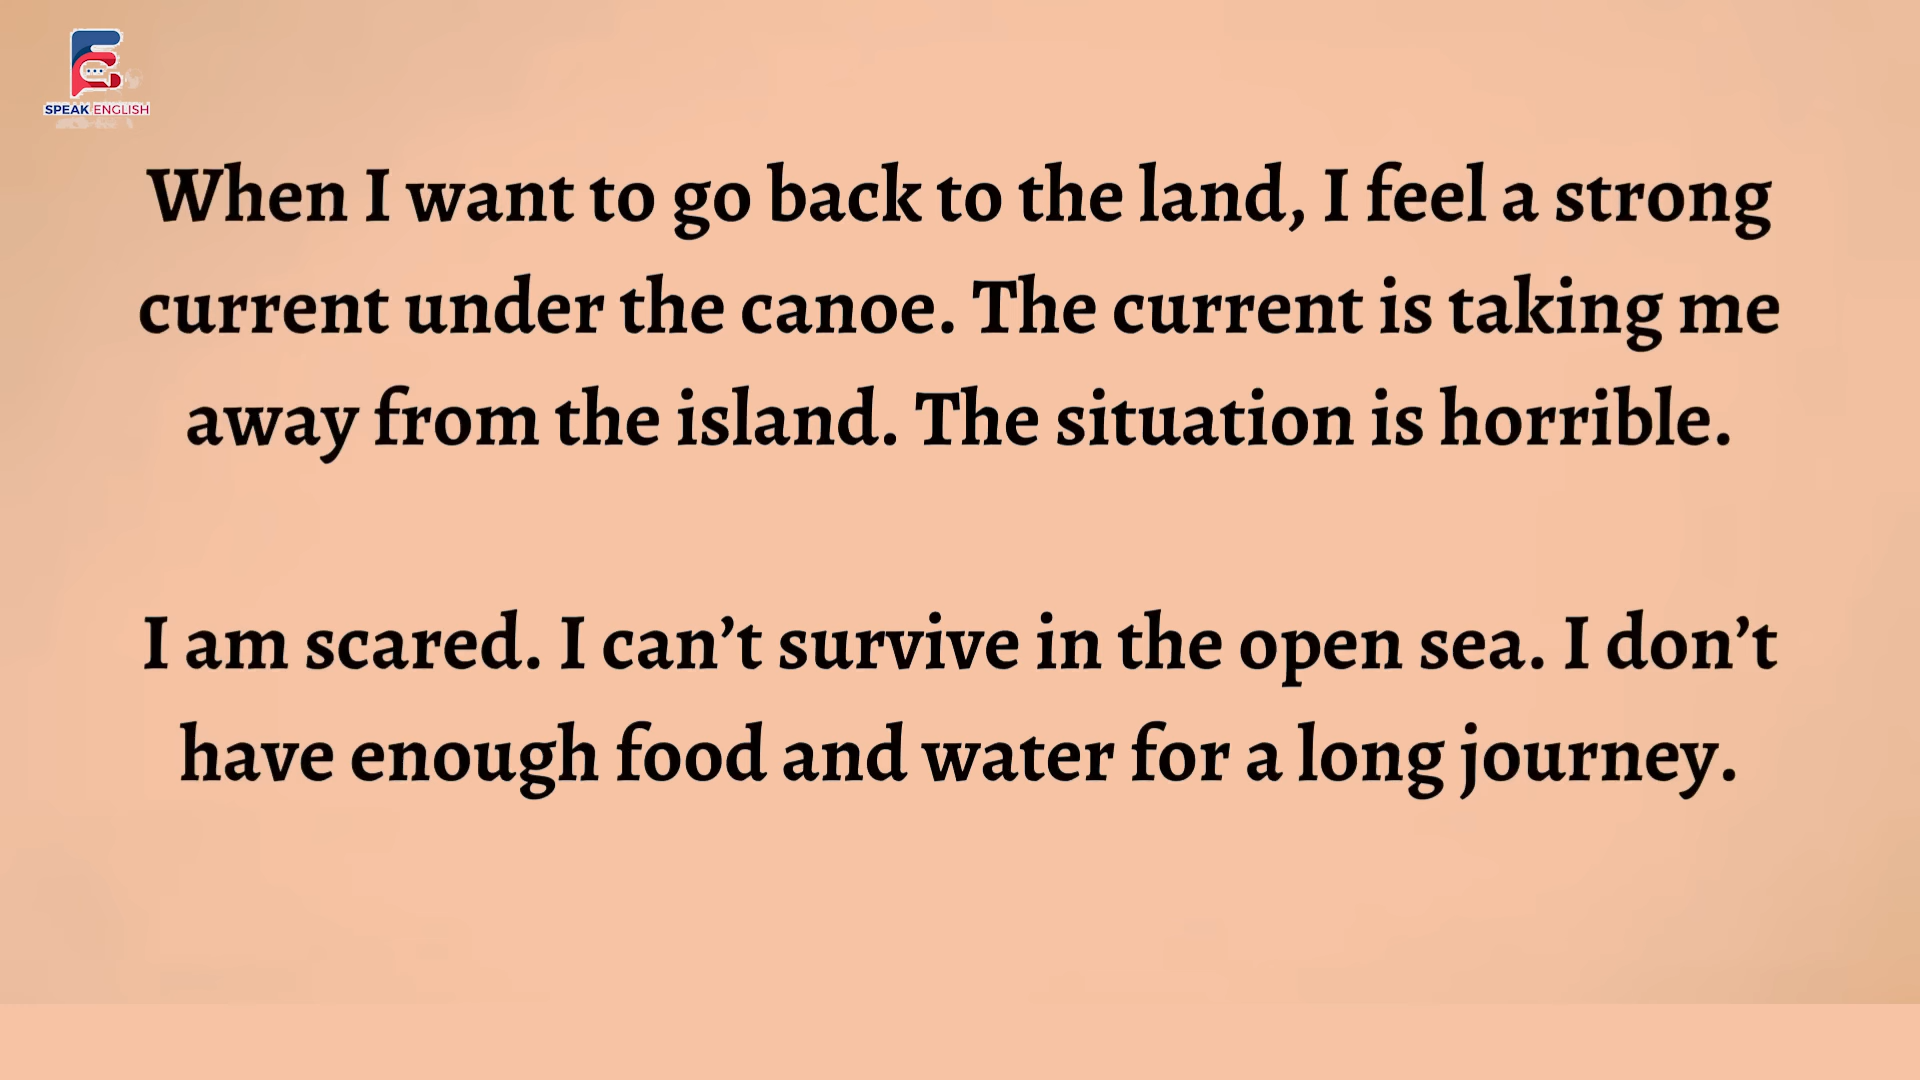 SPEAK ENGLISH
When I want to go back to the land, I feel a strong
current under the canoe. The current is taking me
away from the island. The situation is horrible.
I am scared. I can’t survive in the open sea. I don’t
have enough food and water for a long journey.